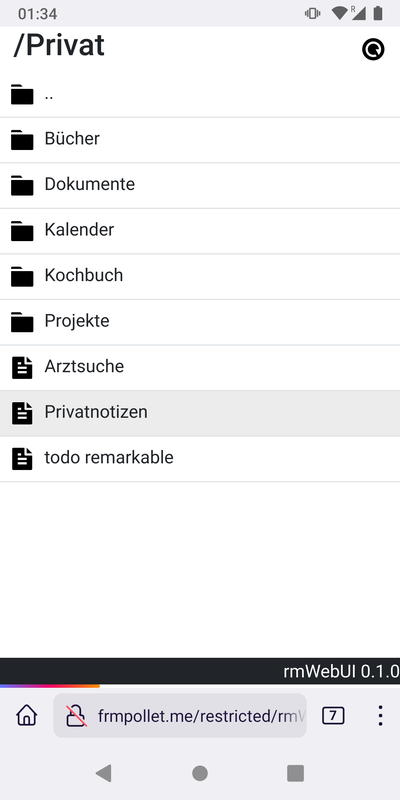 01:34
R
/Privat
..
Bücher
Dokumente
Kalender
Kochbuch
Projekte
Arztsuche
Privatnotizen
todo remarkable
rmWebUI 0.1.0
frmpollet.me/restricted/rmW
7